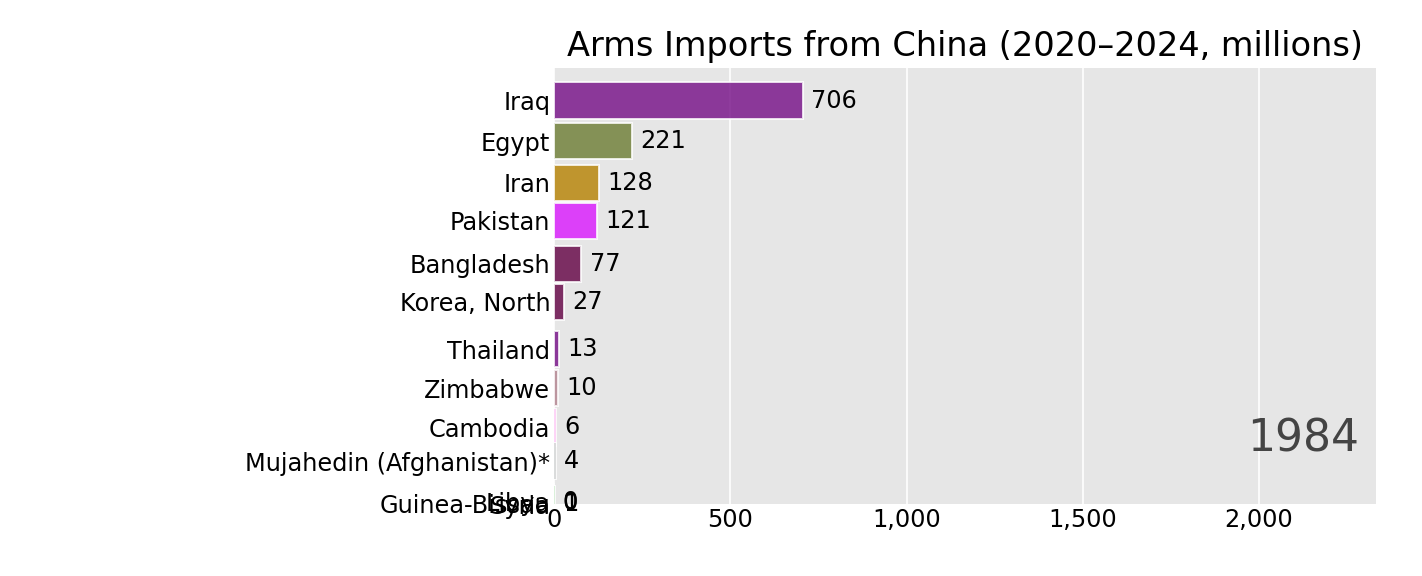 Arms Imports from China (2020–2024, millions)
Iraq 706
Egypt 221
Iran 128
Pakistan 121
Bangladesh 77
Korea, North 27
Thailand 13
Zimbabwe 10
Cambodia 6
1984
Mujahedin (Afghanistan)* 4
0 500 1,000 1,500 2,000